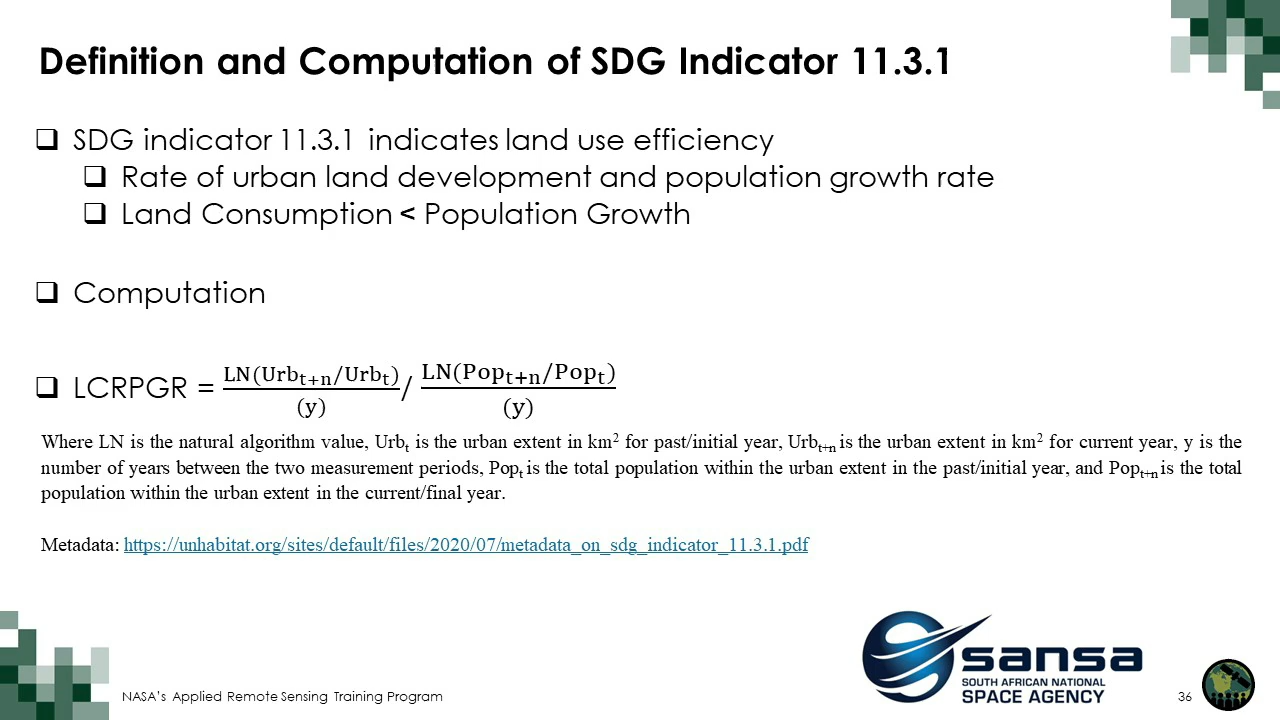 Definition and Computation of SDG Indicator 11.3.1
❑ SDG indicator 11.3.1 indicates land use efficiency
❑ Rate of urban land development and population growth rate
❑ Land Consumption < Population Growth
❑ Computation
❑ LCRPGR = LN(Urbₜ₊ₙ/Urbₜ)/(y) / LN(Popₜ₊ₙ/Popₜ)/(y)
Where LN is the natural algorithm value, Urbₜ is the urban extent in km² for past/initial year, Urbₜ₊ₙ is the urban extent in km² for current year, y is the
number of years between the two measurement periods, Popₜ is the total population within the urban extent in the past/initial year, and Popₜ₊ₙ is the total
population within the urban extent in the current/final year.
Metadata: https://unhabitat.org/sites/default/files/2020/07/metadata_on_sdg_indicator_11.3.1.pdf
sansa
SOUTH AFRICAN NATIONAL
SPACE AGENCY
NASA's Applied Remote Sensing Training Program
36